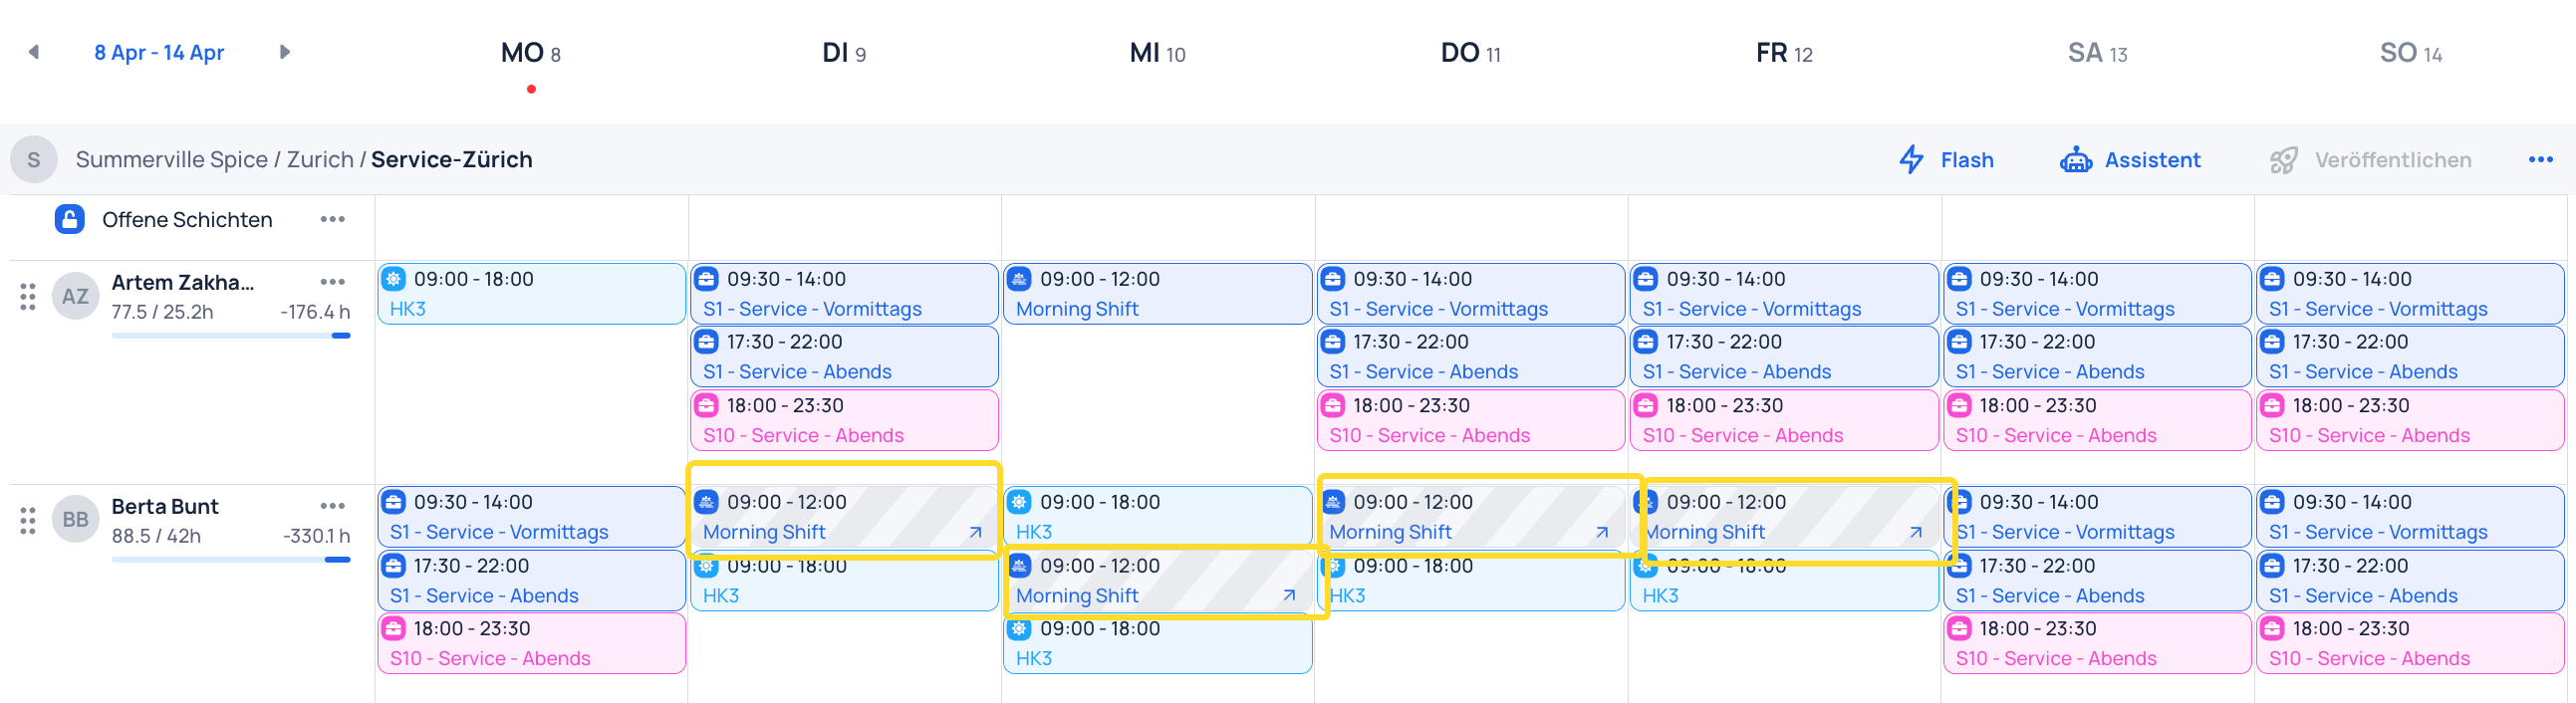 8 Apr - 14 Apr
MO 8
DI 9
MI 10
DO 11
FR 12
SA 13
SO 14
S
Summerville Spice / Zurich / Service-Zürich
Flash
Assistent
Veröffentlichen
Offene Schichten
AZ
Artem Zakha...
77.5 / 25.2h
-176.4 h
09:00 - 18:00
HK3
09:30 - 14:00
S1 - Service - Vormittags
17:30 - 22:00
S1 - Service - Abends
18:00 - 23:30
S10 - Service - Abends
09:00 - 12:00
Morning Shift
09:30 - 14:00
S1 - Service - Vormittags
17:30 - 22:00
S1 - Service - Abends
18:00 - 23:30
S10 - Service - Abends
09:30 - 14:00
S1 - Service - Vormittags
17:30 - 22:00
S1 - Service - Abends
18:00 - 23:30
S10 - Service - Abends
09:30 - 14:00
S1 - Service - Vormittags
17:30 - 22:00
S1 - Service - Abends
18:00 - 23:30
S10 - Service - Abends
09:30 - 14:00
S1 - Service - Vormittags
17:30 - 22:00
S1 - Service - Abends
18:00 - 23:30
S10 - Service - Abends
BB
Berta Bunt
88.5 / 42h
-330.1 h
09:30 - 14:00
S1 - Service - Vormittags
17:30 - 22:00
S1 - Service - Abends
18:00 - 23:30
S10 - Service - Abends
09:00 - 12:00
Morning Shift
09:00 - 18:00
HK3
09:00 - 18:00
HK3
09:00 - 12:00
Morning Shift
09:00 - 18:00
HK3
09:00 - 12:00
Morning Shift
09:00 - 18:00
HK3
09:00 - 12:00
Morning Shift
09:00 - 18:00
HK3
09:30 - 14:00
S1 - Service - Vormittags
17:30 - 22:00
S1 - Service - Abends
18:00 - 23:30
S10 - Service - Abends
09:30 - 14:00
S1 - Service - Vormittags
17:30 - 22:00
S1 - Service - Abends
18:00 - 23:30
S10 - Service - Abends